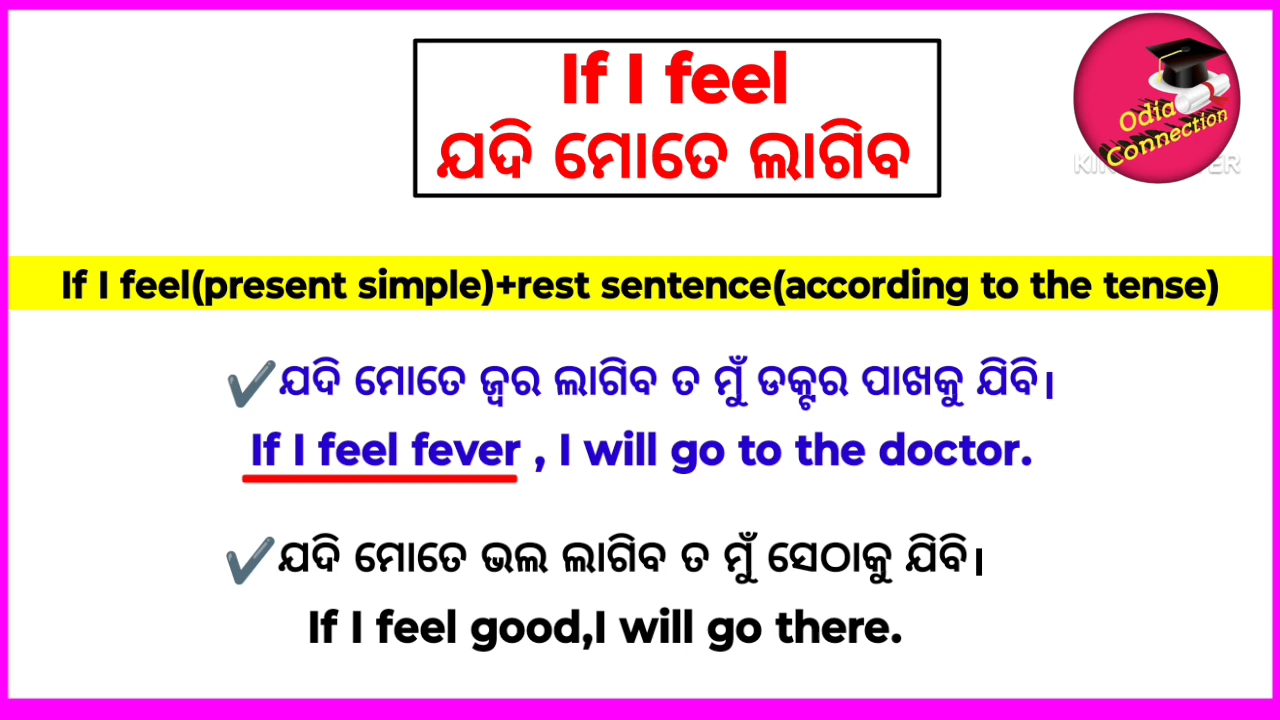 If I feel
ଯଦି ମୋତେ ଲାଗିବ
Odia
Connection
If I feel(present simple)+rest sentence(according to the tense)
✔ଯଦି ମୋତେ ଜ୍ୱର ଲାଗିବ ତ ମୁଁ ଡକ୍ଟର ପାଖକୁ ଯିବି।
If I feel fever , I will go to the doctor.
✔ଯଦି ମୋତେ ଭଲ ଲାଗିବ ତ ମୁଁ ସେଠାକୁ ଯିବି।
If I feel good,I will go there.